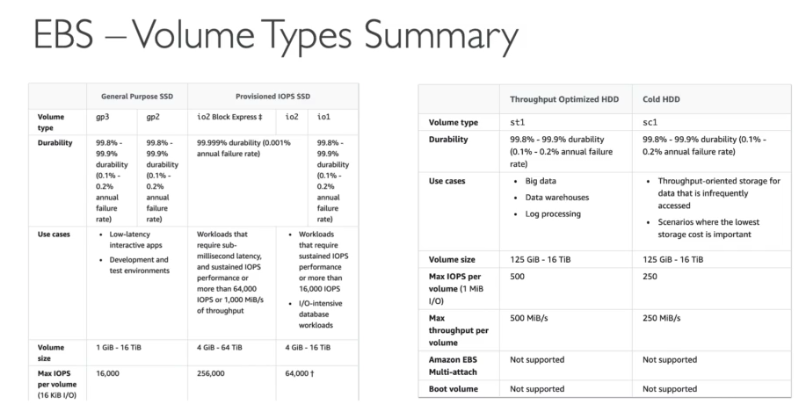 EBS – Volume Types Summary
General Purpose SSD Provisioned IOPS SSD
Volume type gp3 gp2 io2 Block Express ‡ io2 io1
Durability
99.8% - 99.9% durability (0.1% - 0.2% annual failure rate)
99.8% - 99.9% durability (0.1% - 0.2% annual failure rate)
99.999% durability (0.001% annual failure rate)
99.8% - 99.9% durability (0.1% - 0.2% annual failure rate)
Use cases
• Low-latency interactive apps
• Development and test environments
Workloads that require sub-millisecond latency, and sustained IOPS performance or more than 64,000 IOPS or 1,000 MiB/s of throughput
• Workloads that require sustained IOPS performance or more than 16,000 IOPS
• I/O-intensive database workloads
Volume size 1 GiB - 16 TiB 4 GiB - 64 TiB 4 GiB - 16 TiB
Max IOPS per volume (16 KiB I/O) 16,000 256,000 64,000 †
Throughput Optimized HDD Cold HDD
Volume type st1 sc1
Durability
99.8% - 99.9% durability (0.1% - 0.2% annual failure rate)
99.8% - 99.9% durability (0.1% - 0.2% annual failure rate)
Use cases
• Big data
• Data warehouses
• Log processing
• Throughput-oriented storage for data that is infrequently accessed
• Scenarios where the lowest storage cost is important
Volume size 125 GiB - 16 TiB 125 GiB - 16 TiB
Max IOPS per volume (1 MiB I/O) 500 250
Max throughput per volume 500 MiB/s 250 MiB/s
Amazon EBS Multi-attach Not supported Not supported
Boot volume Not supported Not supported